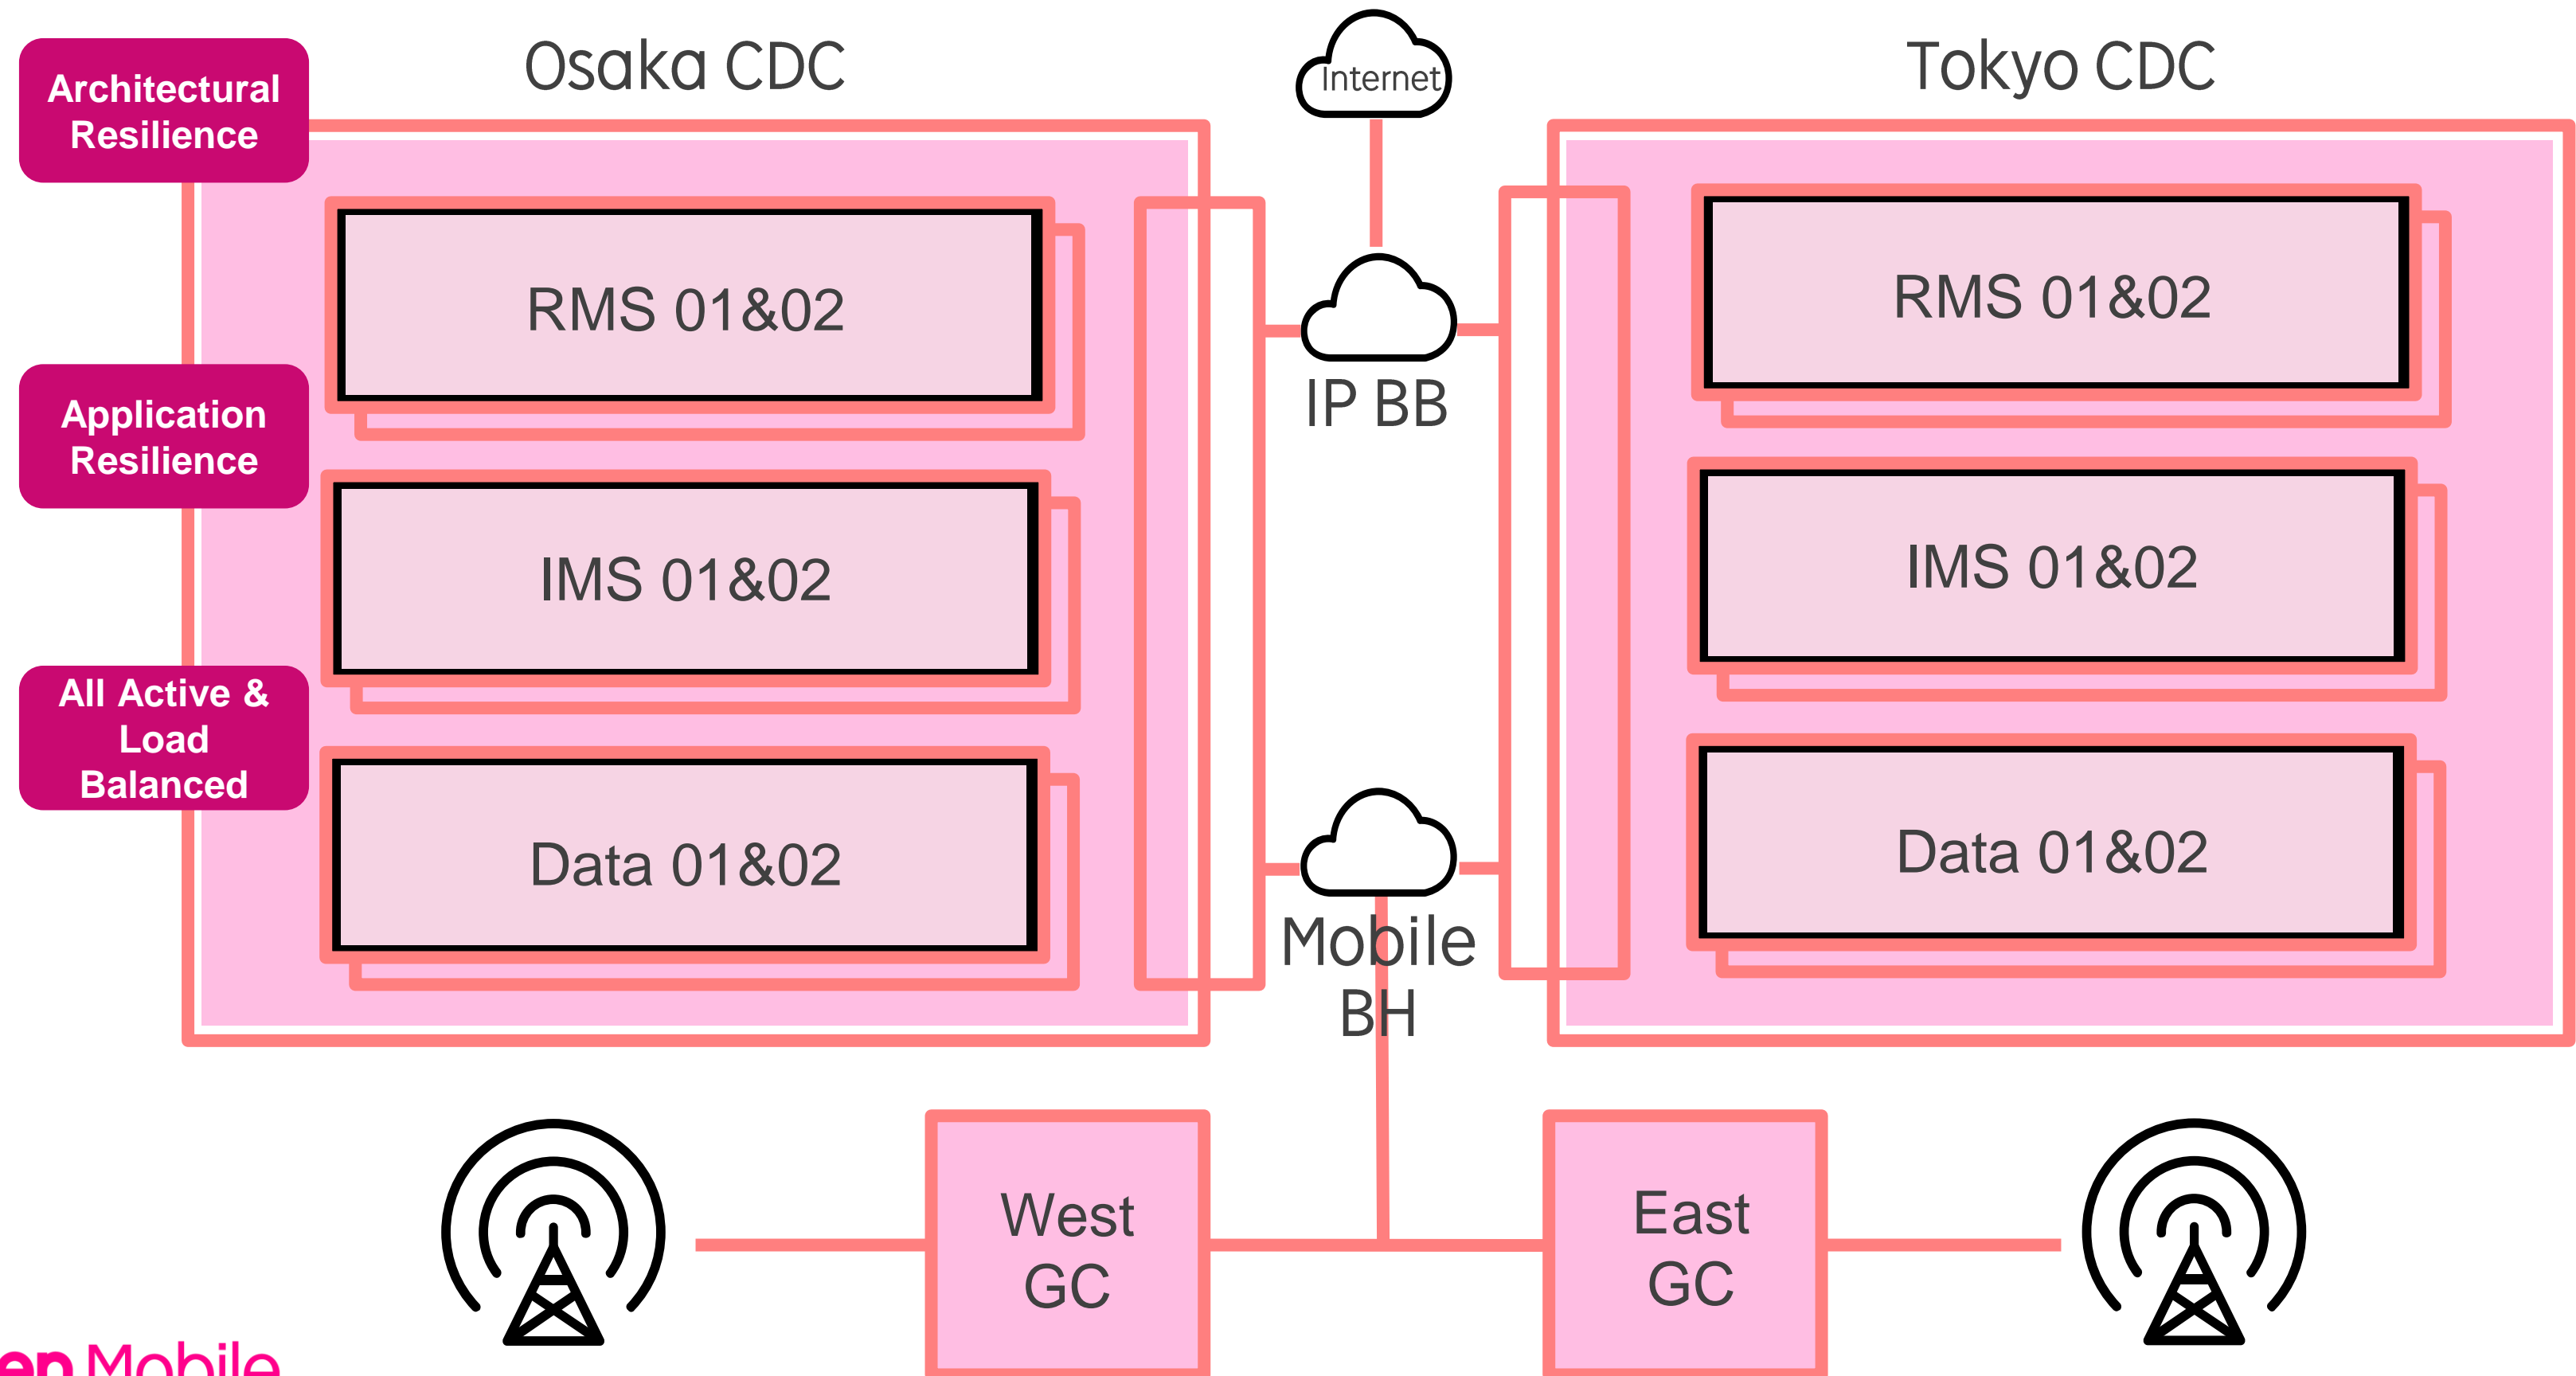 Architectural
Resilience
Osaka CDC
Internet
Tokyo CDC
RMS 01&02
RMS 01&02
IP BB
Application
Resilience
IMS 01&02
IMS 01&02
All Active &
Load
Balanced
Data 01&02
Data 01&02
Mobile
BH
West
GC
East
GC
Mobile